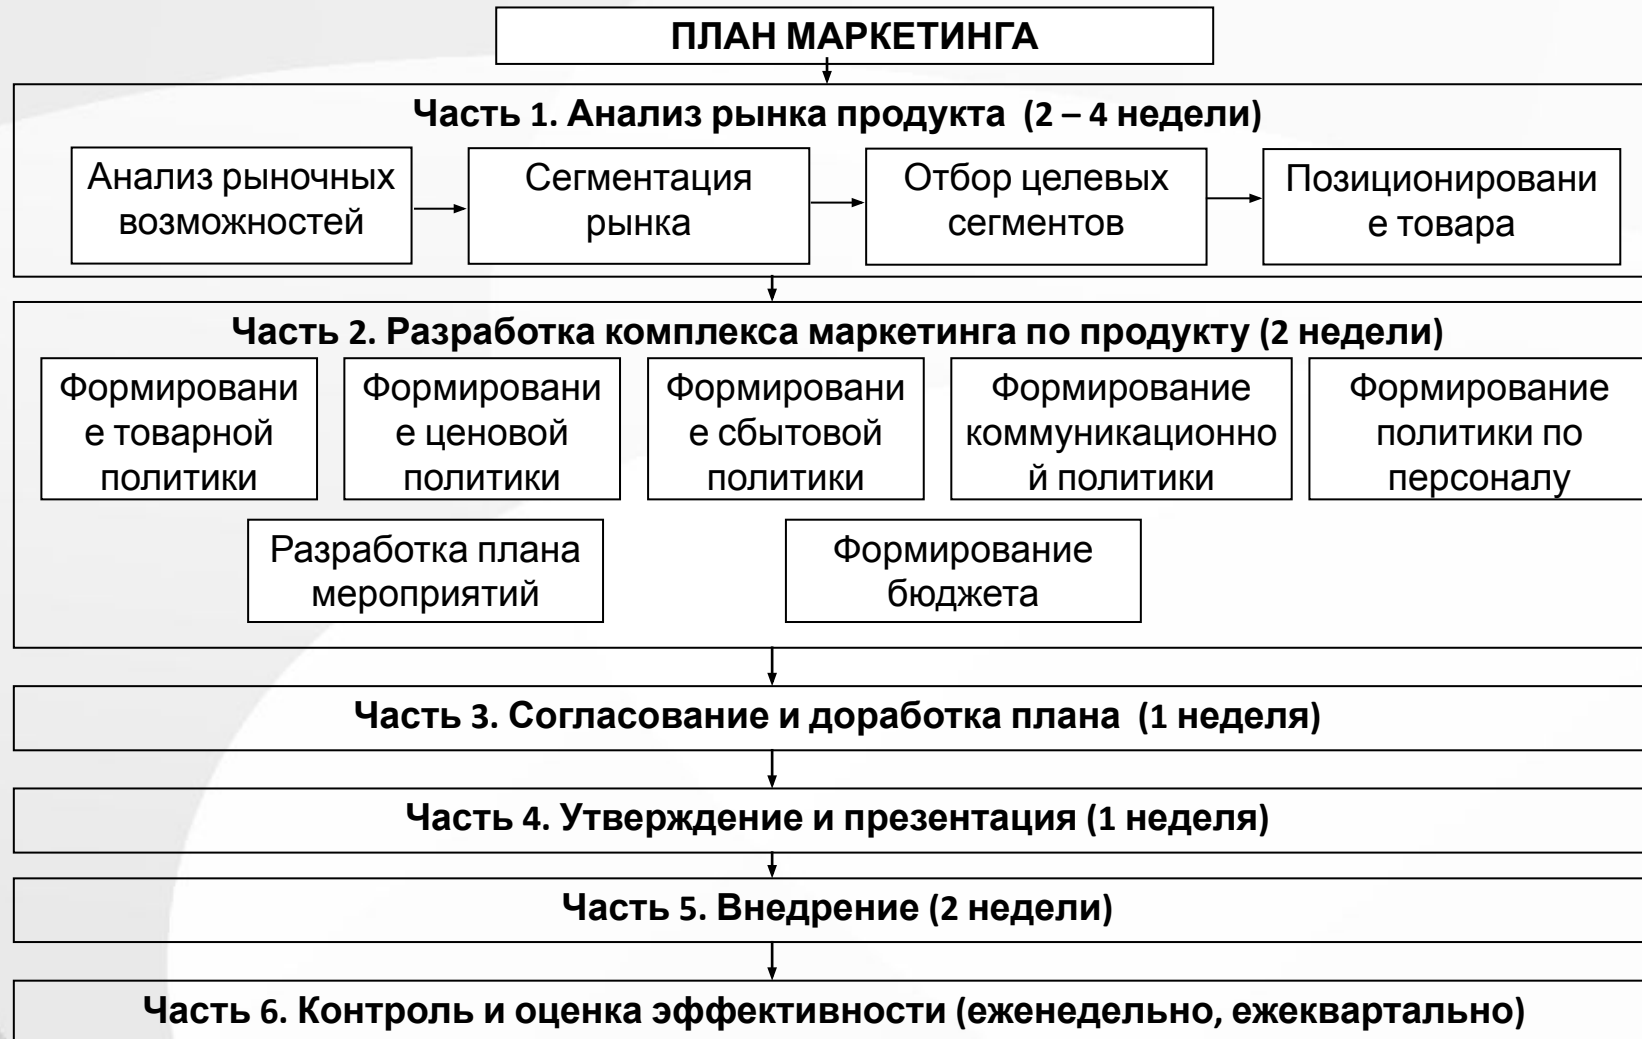 ПЛАН МАРКЕТИНГА
Часть 1. Анализ рынка продукта (2 – 4 недели)
Анализ рыночных
возможностей
Сегментация
рынка
Отбор целевых
сегментов
Позиционировани
е товара
Часть 2. Разработка комплекса маркетинга по продукту (2 недели)
Формировани
е товарной
политики
Формировани
е ценовой
политики
Формировани
е сбытовой
политики
Формирование
коммуникационно
й политики
Формирование
политики по
персоналу
Разработка плана
мероприятий
Формирование
бюджета
Часть 3. Согласование и доработка плана (1 неделя)
Часть 4. Утверждение и презентация (1 неделя)
Часть 5. Внедрение (2 недели)
Часть 6. Контроль и оценка эффективности (еженедельно, ежеквартально)